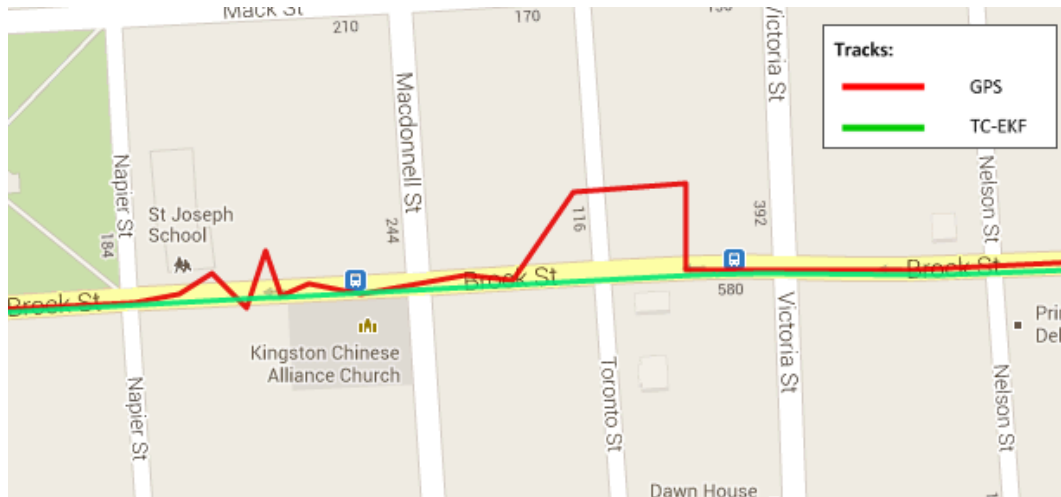 Mack St
210
170
Victoria St
Tracks:
GPS
TC-EKF
Macdonnell St
Napier St
St Joseph
School
184
244
116
392
Nelson St
Brock St
Brock St
Brock St
580
Kingston Chinese
Alliance Church
Victoria St
Toronto St
Napier St
Nelson St
Dawn House